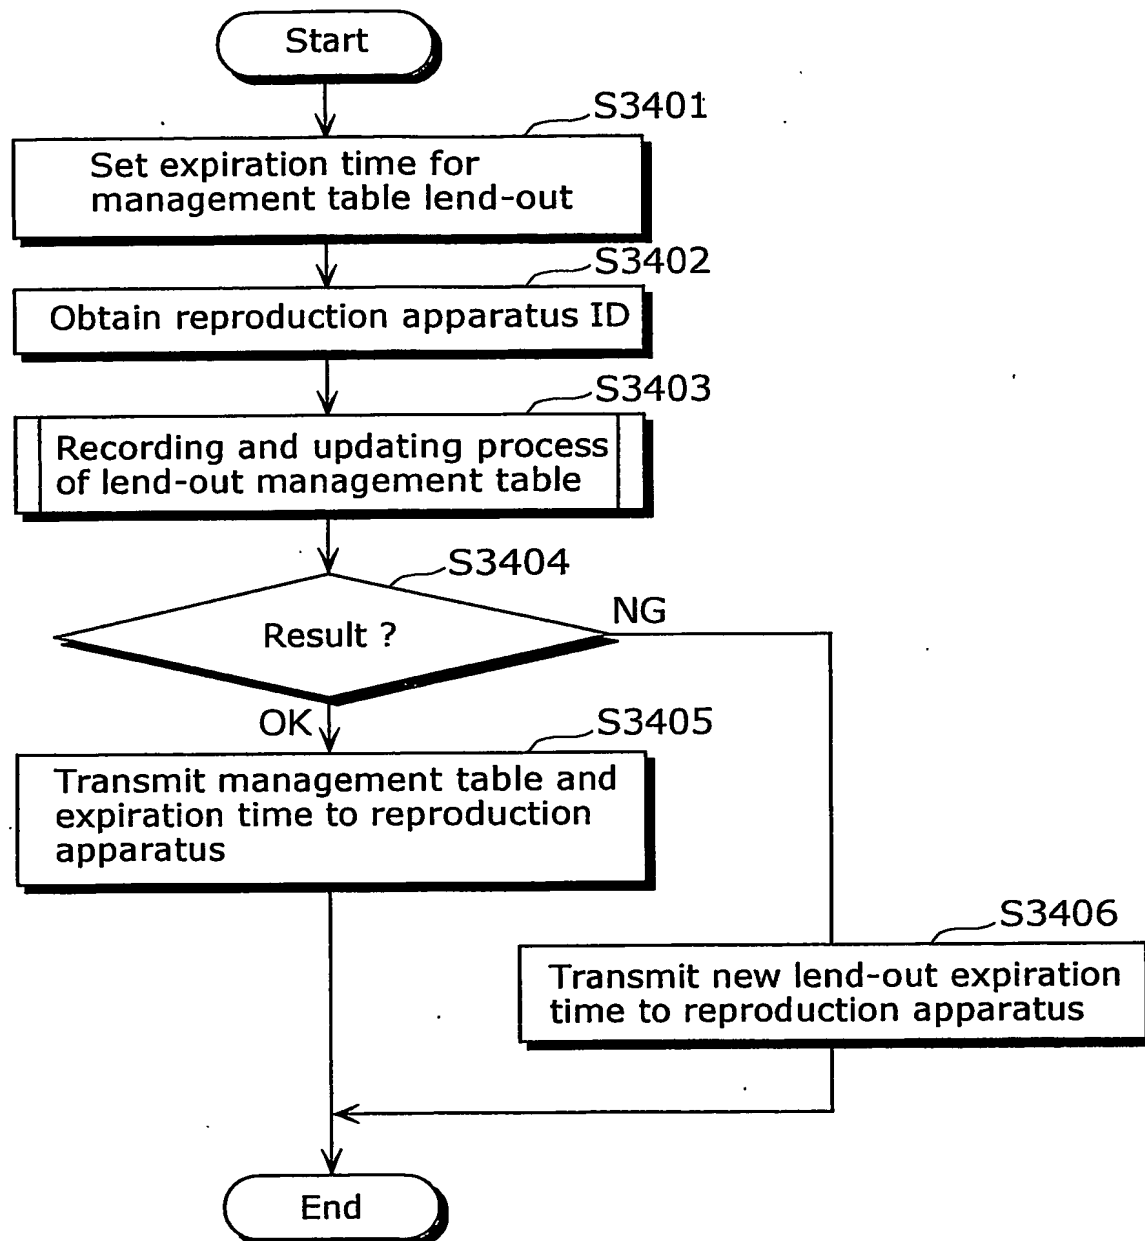 Start
S3401
Set expiration time for
management table lend-out
S3402
Obtain reproduction apparatus ID
S3403
Recording and updating process
of lend-out management table
S3404
Result ?
NG
OK
S3405
Transmit management table and
expiration time to reproduction
apparatus
S3406
Transmit new lend-out expiration
time to reproduction apparatus
End